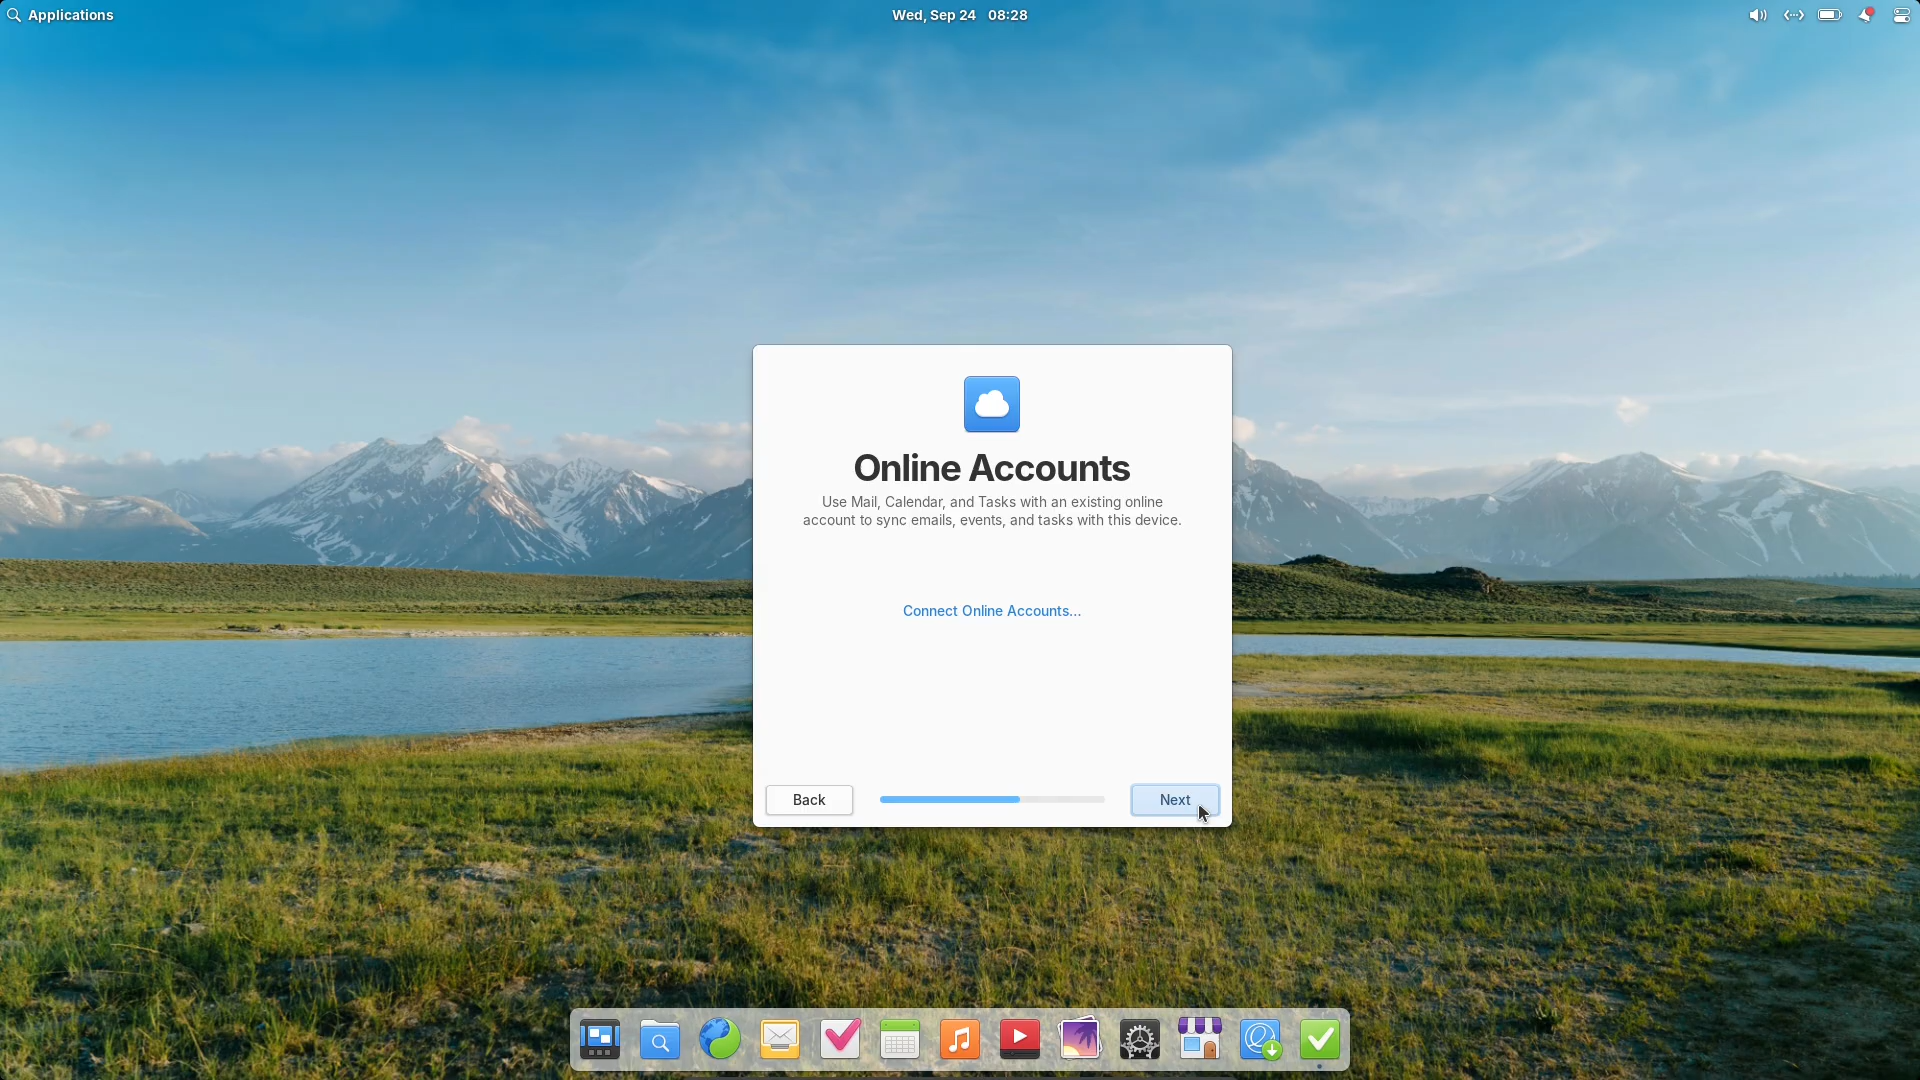 Applications
Wed, Sep 24 08:28
Online Accounts
Use Mail, Calendar, and Tasks with an existing online
account to sync emails, events, and tasks with this device.
Connect Online Accounts...
Back
Next